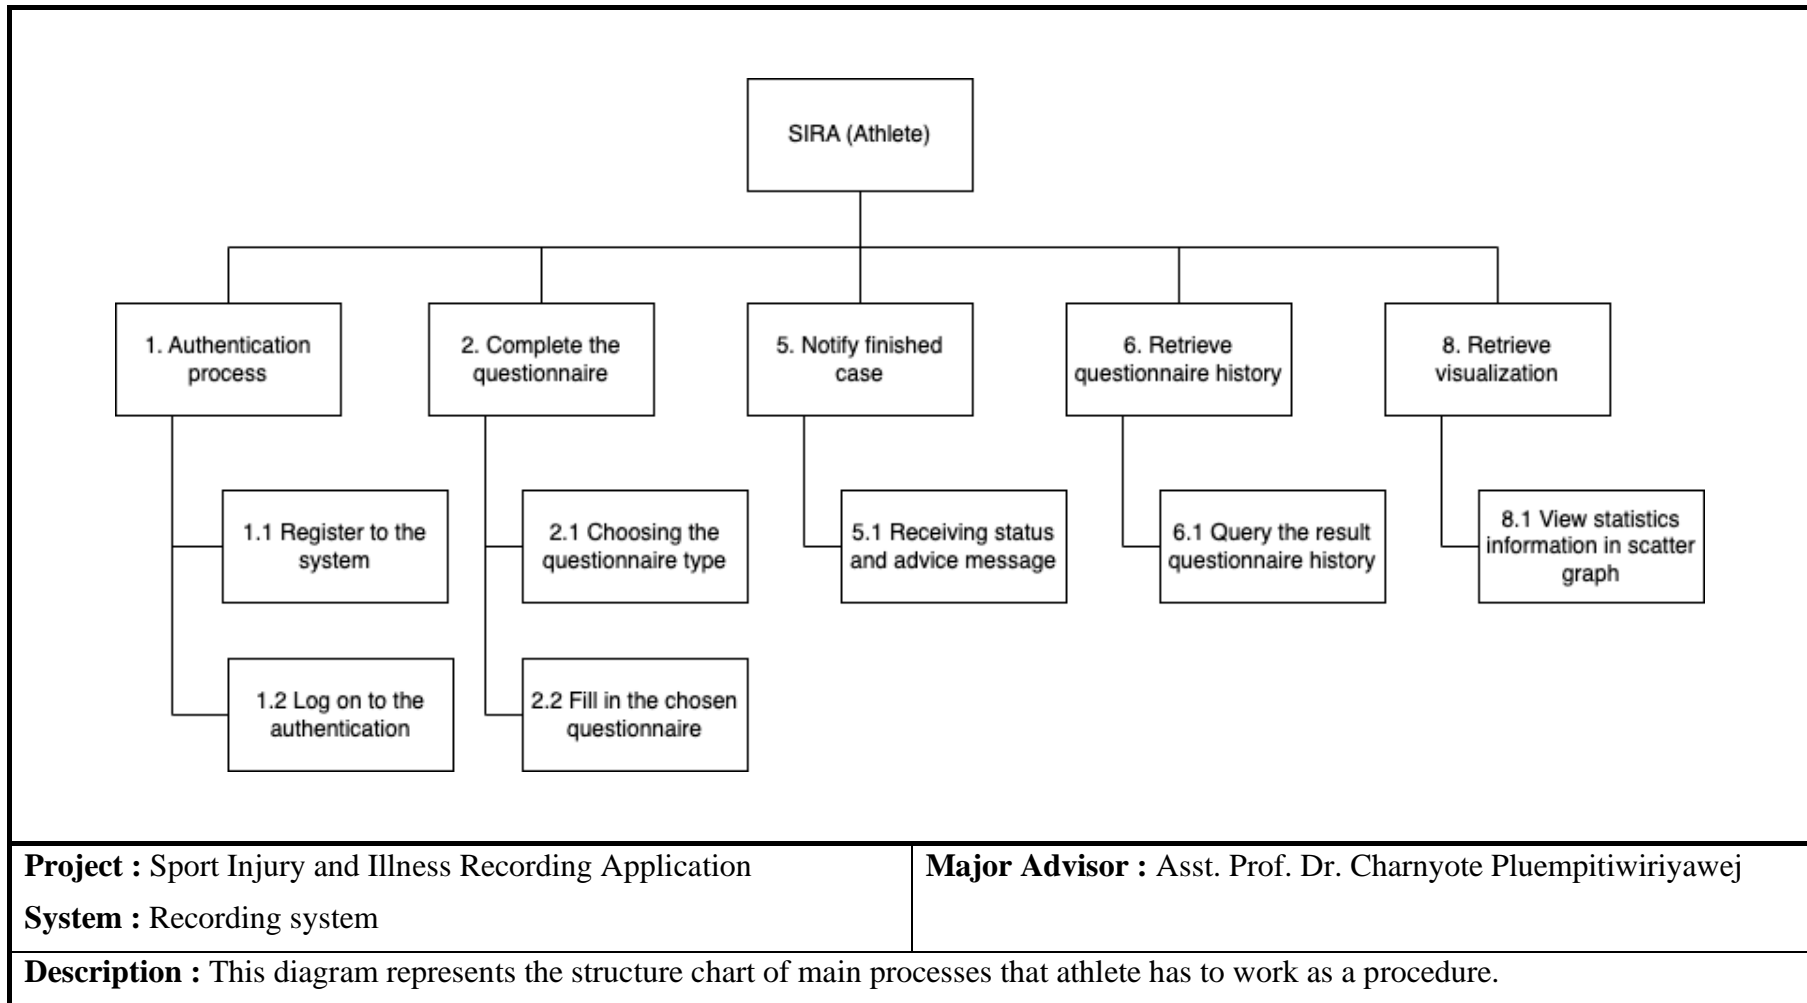 SIRA (Athlete)
1. Authentication
process
2. Complete the
questionnaire
5. Notify finished
case
6. Retrieve
questionnaire history
8. Retrieve
visualization
1.1 Register to the
system
2.1 Choosing the
questionnaire type
5.1 Receiving status
and advice message
6.1 Query the result
questionnaire history
8.1 View statistics
information in scatter
graph
1.2 Log on to the
authentication
2.2 Fill in the chosen
questionnaire
Project : Sport Injury and Illness Recording Application
System : Recording system
Major Advisor : Asst. Prof. Dr. Charnyote Pluempitiwiriyawej
Description : This diagram represents the structure chart of main processes that athlete has to work as a procedure.